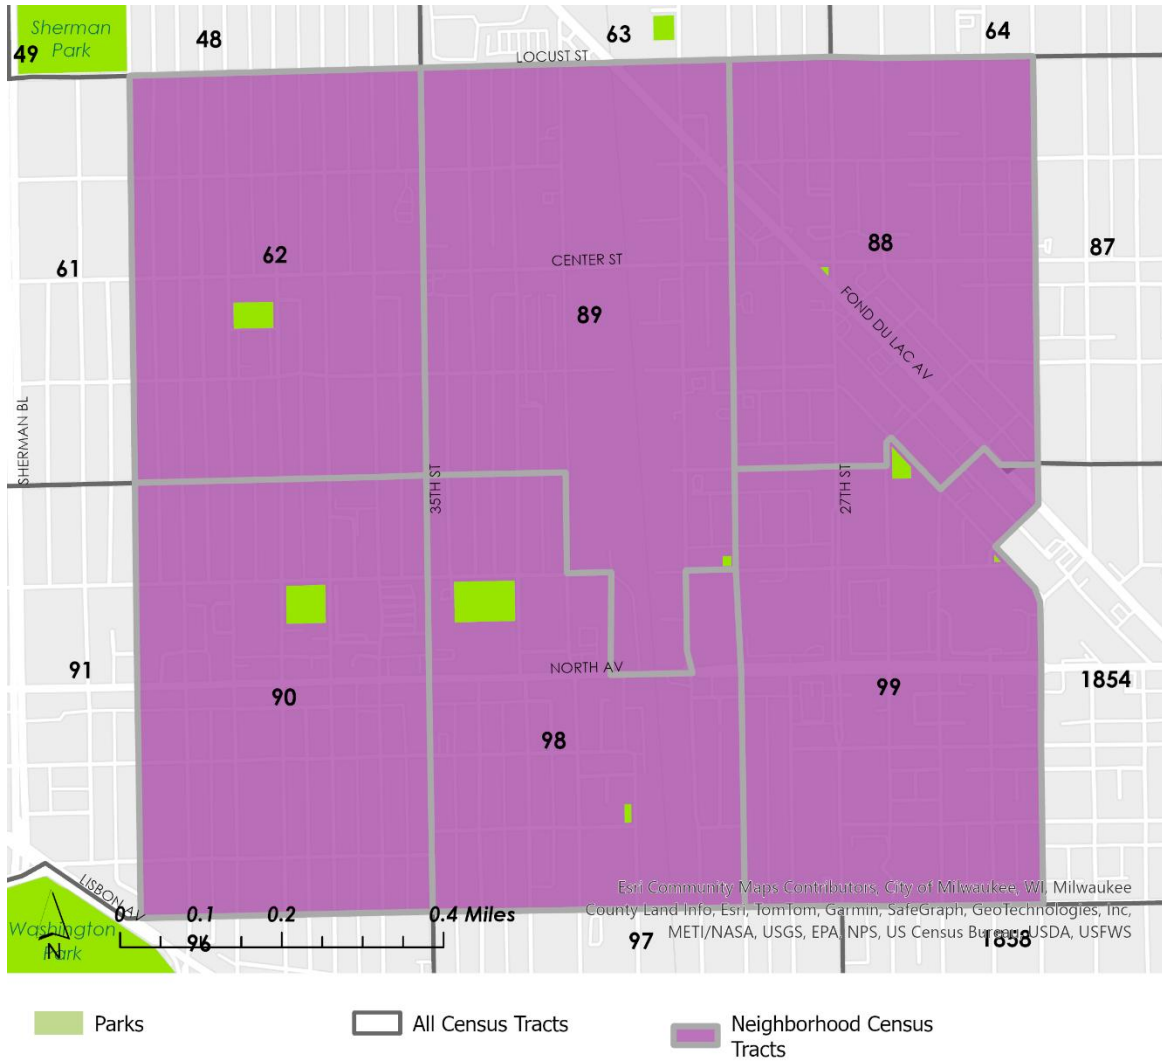 Sherman
Park
48
49
63
64
LOCUST ST
61
62
CENTER ST
88
87
89
FOND DU LAC AV
SHERMAN BL
35TH ST
27TH ST
91
90
NORTH AV
98
99
1854
LISBON AV
Washington
Park
N
0
0.1
0.2
0.4 Miles
96
97
1858
Esri Community Maps Contributors, City of Milwaukee, WI, Milwaukee
County Land Info, Esri, TomTom, Garmin, SafeGraph, GeoTechnologies, Inc,
METI/NASA, USGS, EPA, NPS, US Census Bureau, USDA, USFWS
Parks
All Census Tracts
Neighborhood Census
Tracts